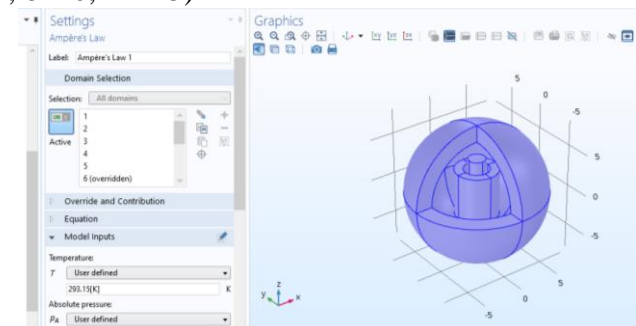 Settings
Ampère's Law
Label: Ampère's Law 1
Domain Selection
Selection: All domains
Active
1
2
3
4
5
6 (overridden)
Override and Contribution
Equation
Model Inputs
Temperature:
T User defined
293.15[K] K
Absolute pressure:
PA User defined
Graphics
5
0
-5
5
0
-5
5
0
-5
z
y x